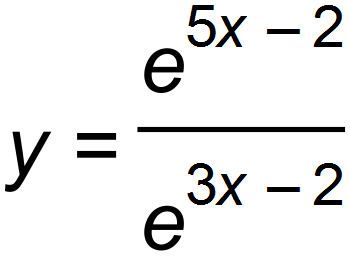 y = e^{5x – 2} / e^{3x – 2}